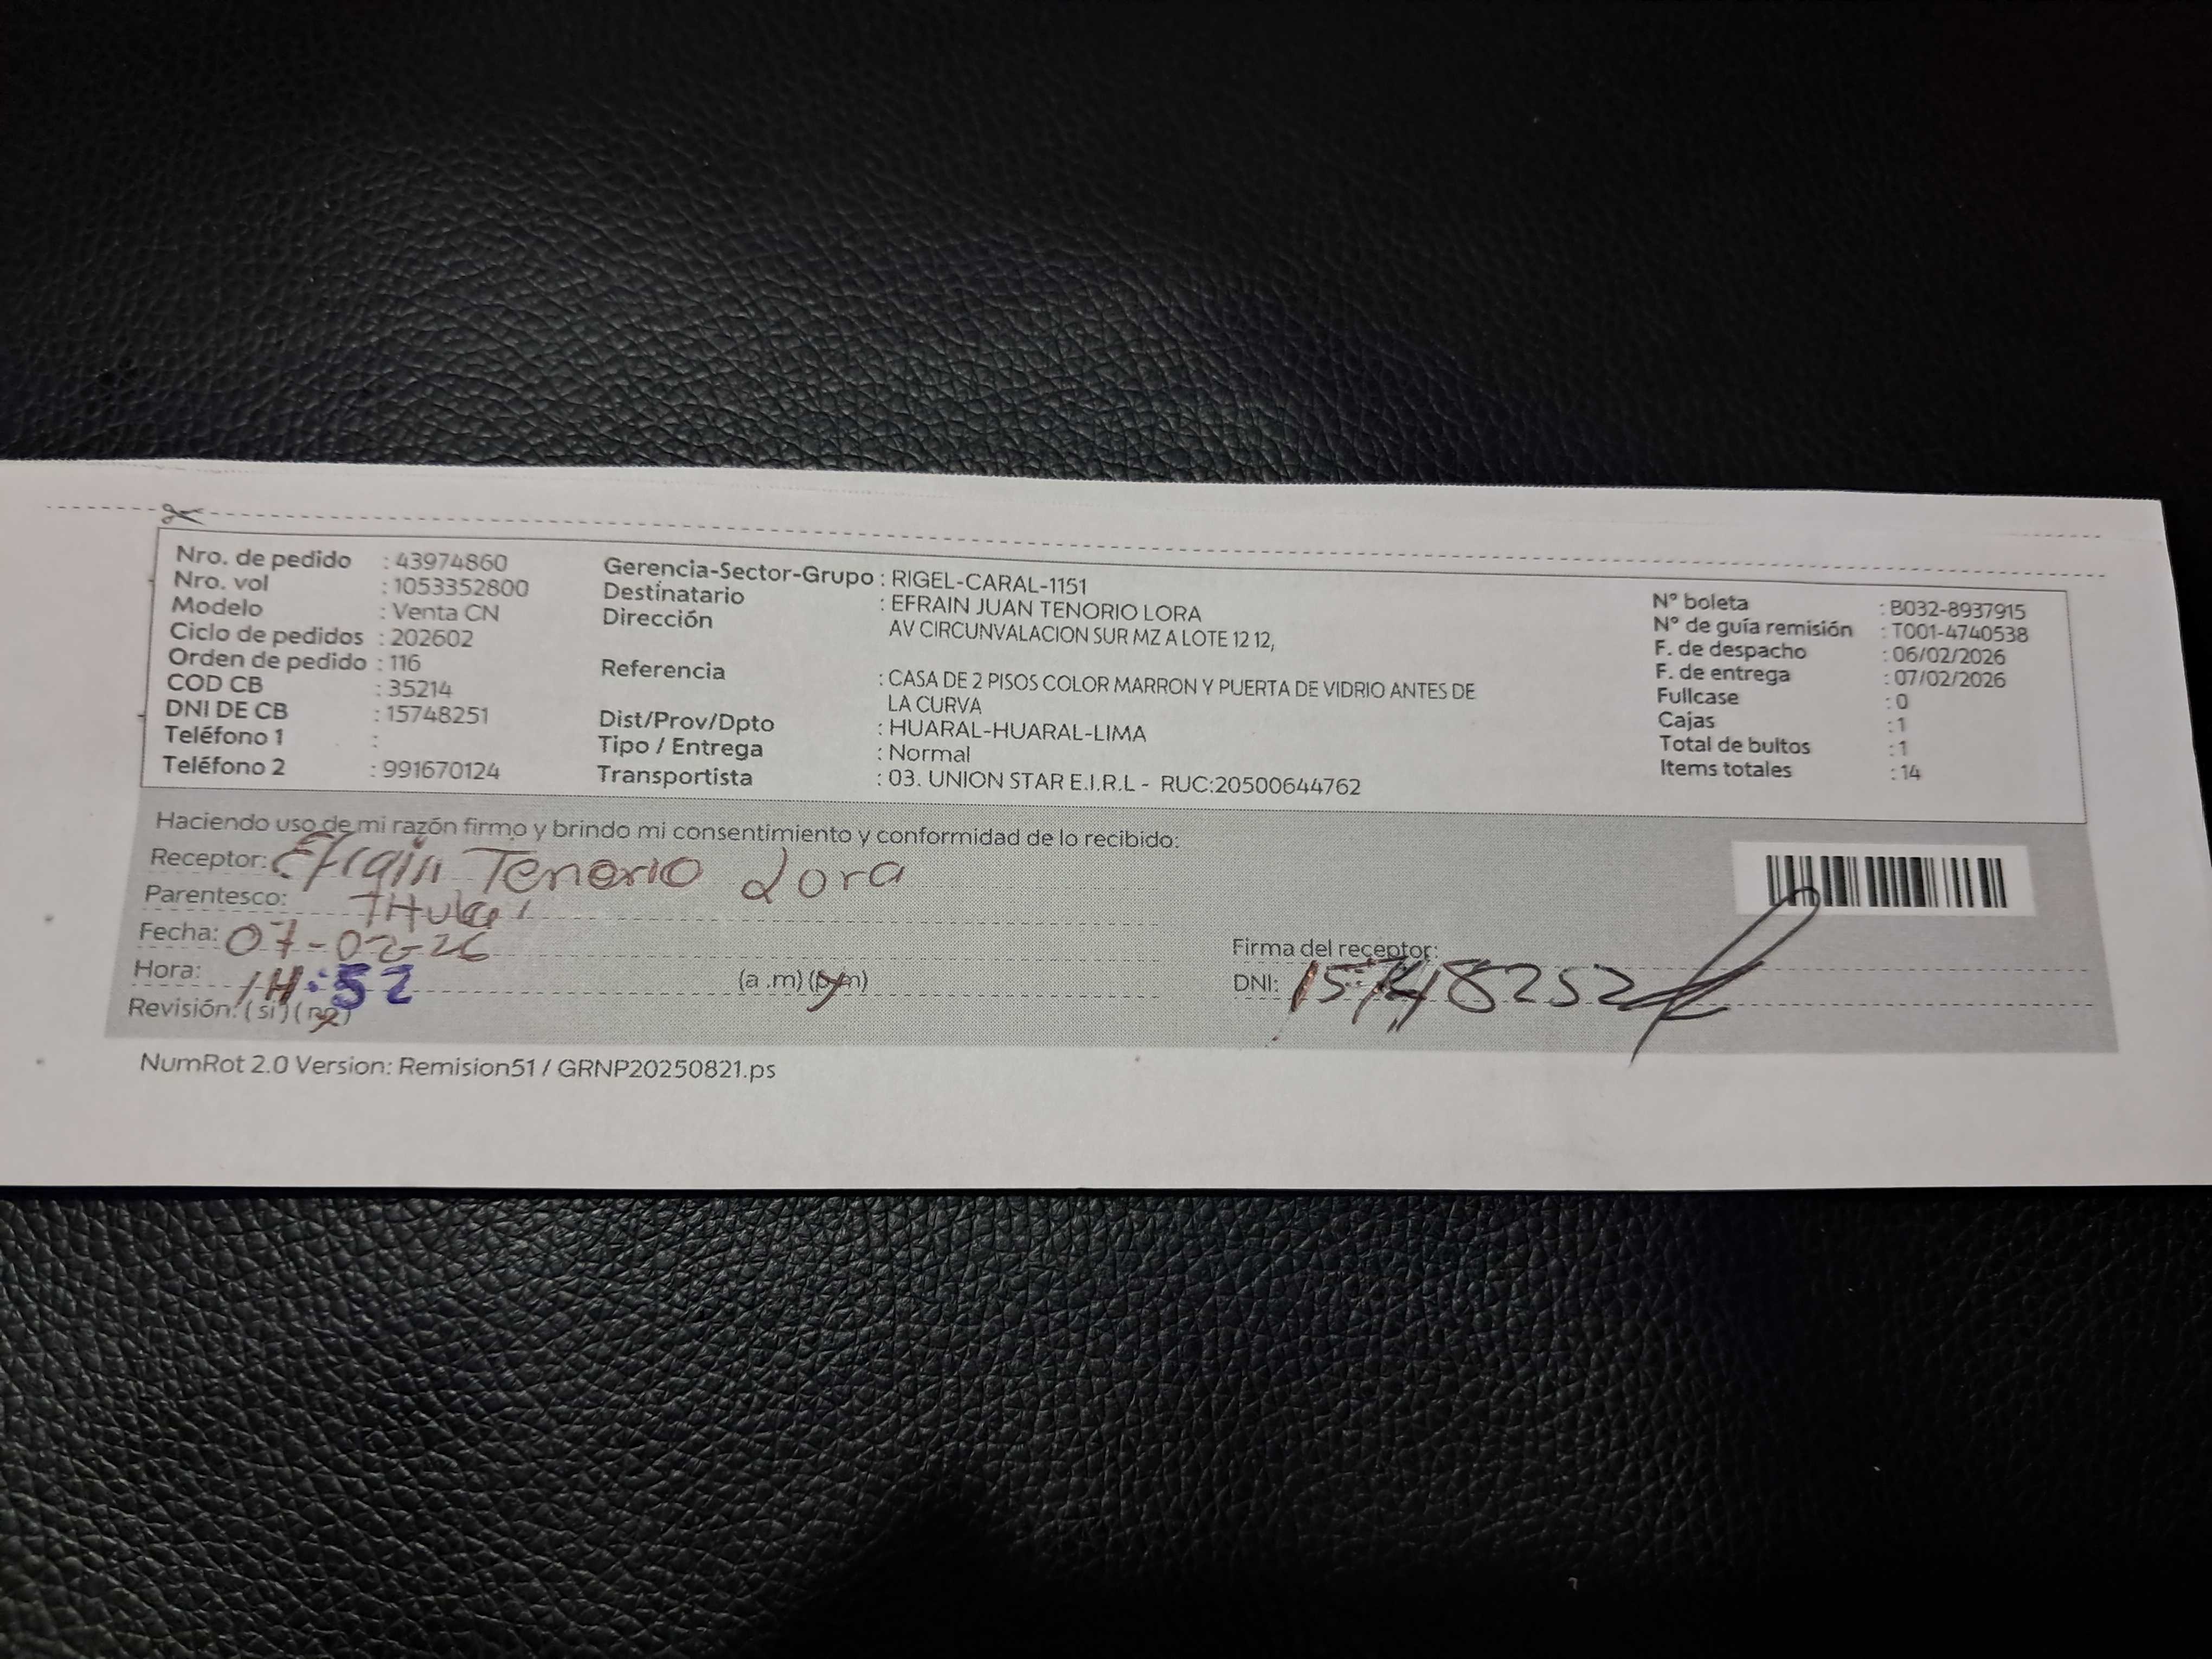 Nro. de pedido : 43974860
Nro. vol : 1053352800
Modelo : Venta CN
Ciclo de pedidos : 202602
Orden de pedido : 116
COD CB : 35214
DNI DE CB : 15748251
Teléfono 1 :
Teléfono 2 : 991670124
Gerencia-Sector-Grupo : RIGEL-CARAL-1151
Destinatario : EFRAIN JUAN TENORIO LORA
Dirección AV CIRCUNVALACION SUR MZ A LOTE 12 12,
Referencia : CASA DE 2 PISOS COLOR MARRON Y PUERTA DE VIDRIO ANTES DE
LA CURVA
Dist/Prov/Dpto : HUARAL-HUARAL-LIMA
Tipo / Entrega : Normal
Transportista : 03. UNION STAR E.I.R.L - RUC:20500644762
N° boleta : B032-8937915
N° de guía remisión : T001-4740538
F. de despacho : 06/02/2026
F. de entrega : 07/02/2026
Fullcase : 0
Cajas : 1
Total de bultos : 1
Items totales : 14
Haciendo uso de mi razón firmo y brindo mi consentimiento y conformidad de lo recibido:
Receptor: Efrain Tenorio Lora
Parentesco: Titular
Fecha: 07-02-26
Hora: 14:52 (a .m) (p.m)
Revisión: (si) (no)
Firma del receptor:
DNI: 15748252
NumRot 2.0 Version: Remision51 / GRNP20250821.ps